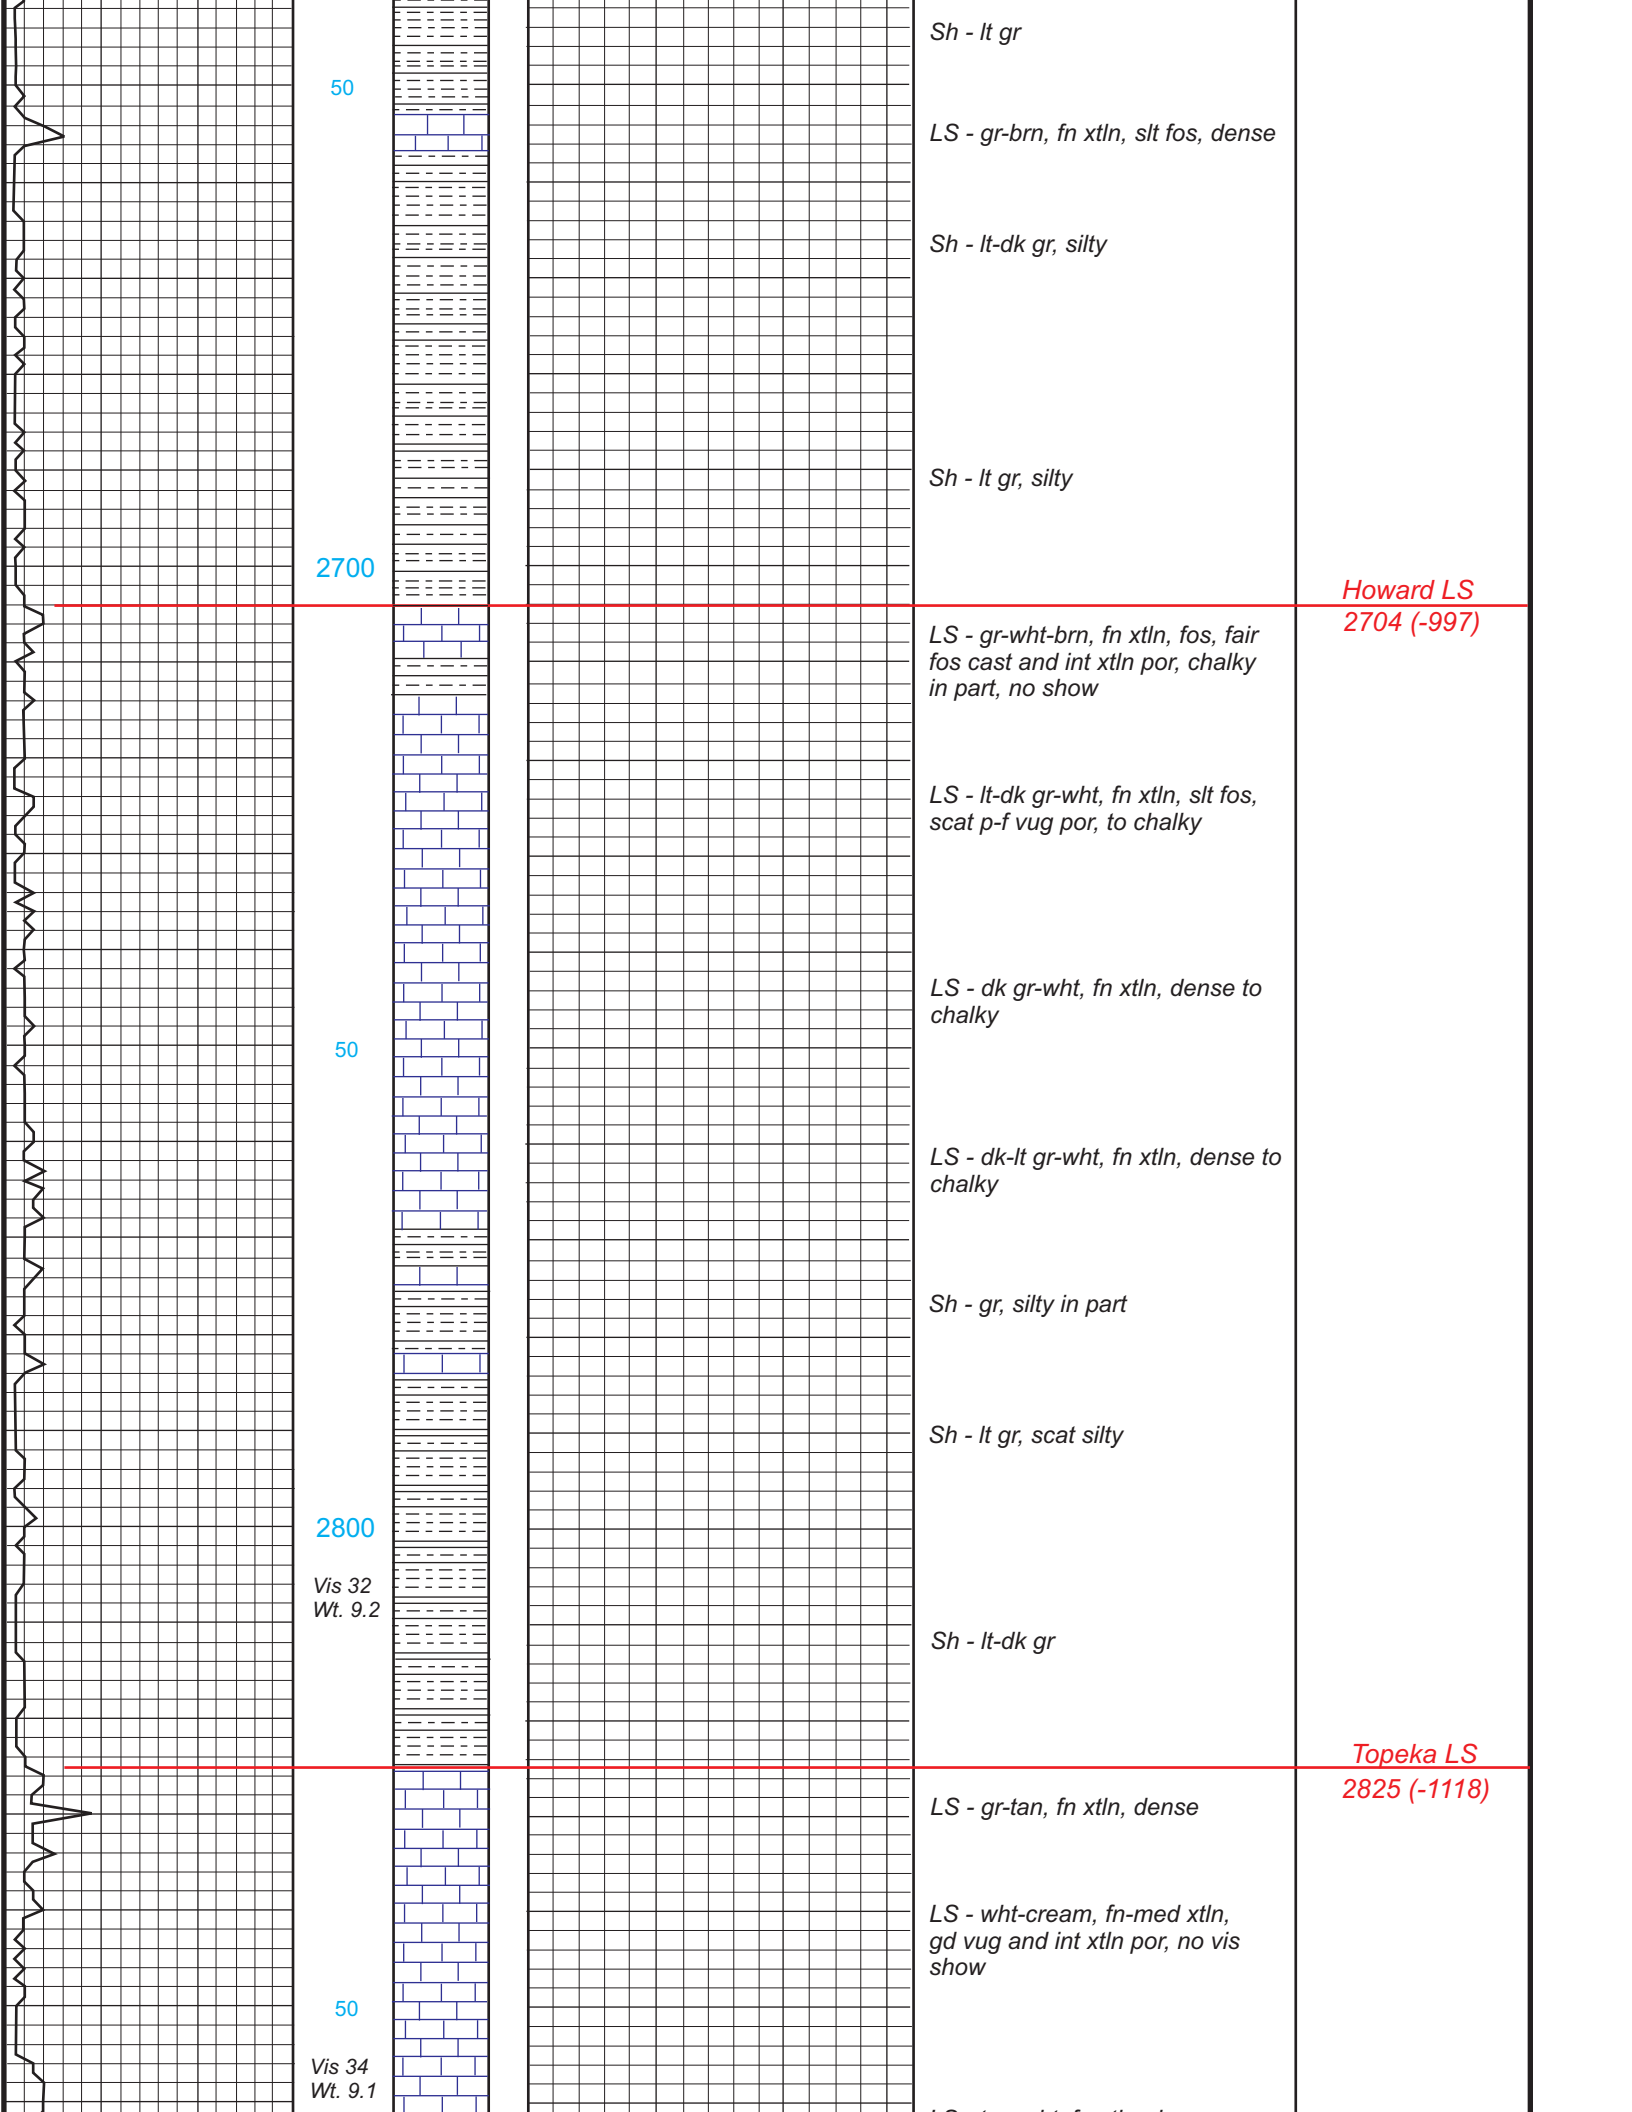 Sh - lt gr
50
LS - gr-brn, fn xtln, slt fos, dense
Sh - lt-dk gr, silty
Sh - lt gr, silty
2700
Howard LS
2704 (-997)
LS - gr-wht-brn, fn xtln, fos, fair
fos cast and int xtln por, chalky
in part, no show
LS - lt-dk gr-wht, fn xtln, slt fos,
scat p-f vug por, to chalky
LS - dk gr-wht, fn xtln, dense to
chalky
50
LS - dk-lt gr-wht, fn xtln, dense to
chalky
Sh - gr, silty in part
Sh - lt gr, scat silty
2800
Vis 32
Wt. 9.2
Sh - lt-dk gr
Topeka LS
2825 (-1118)
LS - gr-tan, fn xtln, dense
LS - wht-cream, fn-med xtln,
gd vug and int xtln por, no vis
show
50
Vis 34
Wt. 9.1